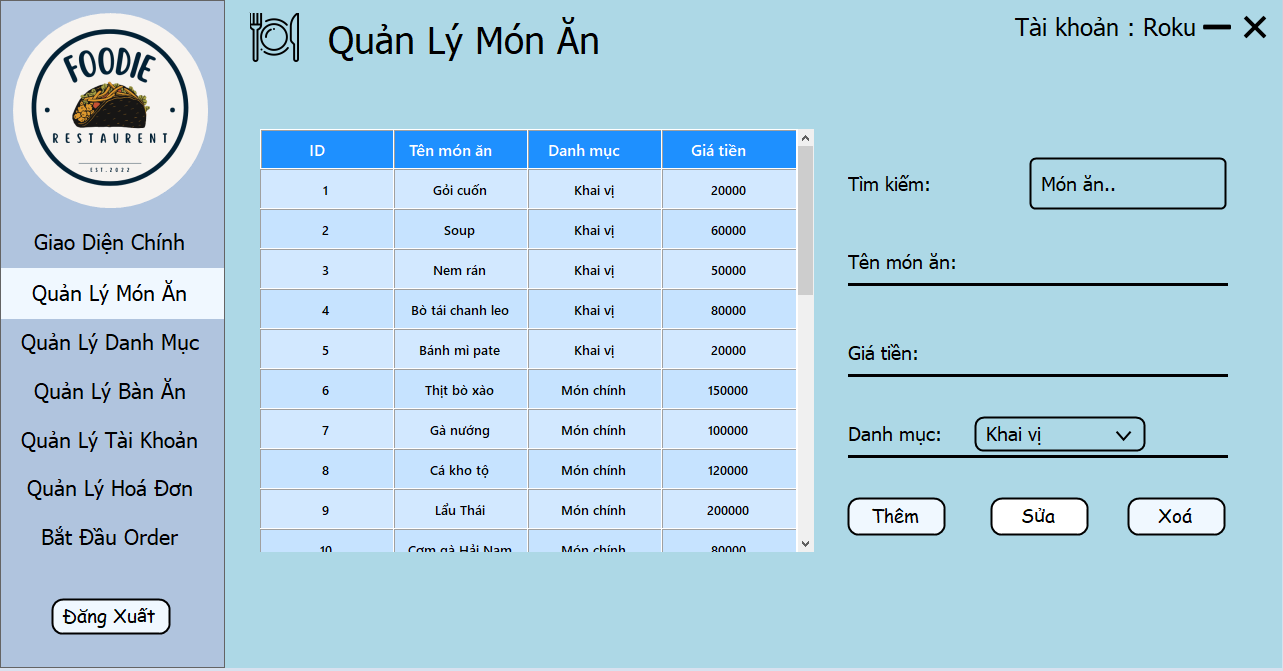 FOODIE
RESTAURENT
EST.2022
Giao Diện Chính
Quản Lý Món Ăn
Quản Lý Danh Mục
Quản Lý Bàn Ăn
Quản Lý Tài Khoản
Quản Lý Hoá Đơn
Bắt Đầu Order
Đăng Xuất
Quản Lý Món Ăn
Tài khoản : Roku
ID Tên món ăn Danh mục Giá tiền
1 Gỏi cuốn Khai vị 20000
2 Soup Khai vị 60000
3 Nem rán Khai vị 50000
4 Bò tái chanh leo Khai vị 80000
5 Bánh mì pate Khai vị 20000
6 Thịt bò xào Món chính 150000
7 Gà nướng Món chính 100000
8 Cá kho tộ Món chính 120000
9 Lẩu Thái Món chính 200000
10 Cơm gà Hải Nam Món chính 80000
Tìm kiếm: Món ăn..
Tên món ăn:
Giá tiền:
Danh mục: Khai vị
Thêm Sửa Xoá